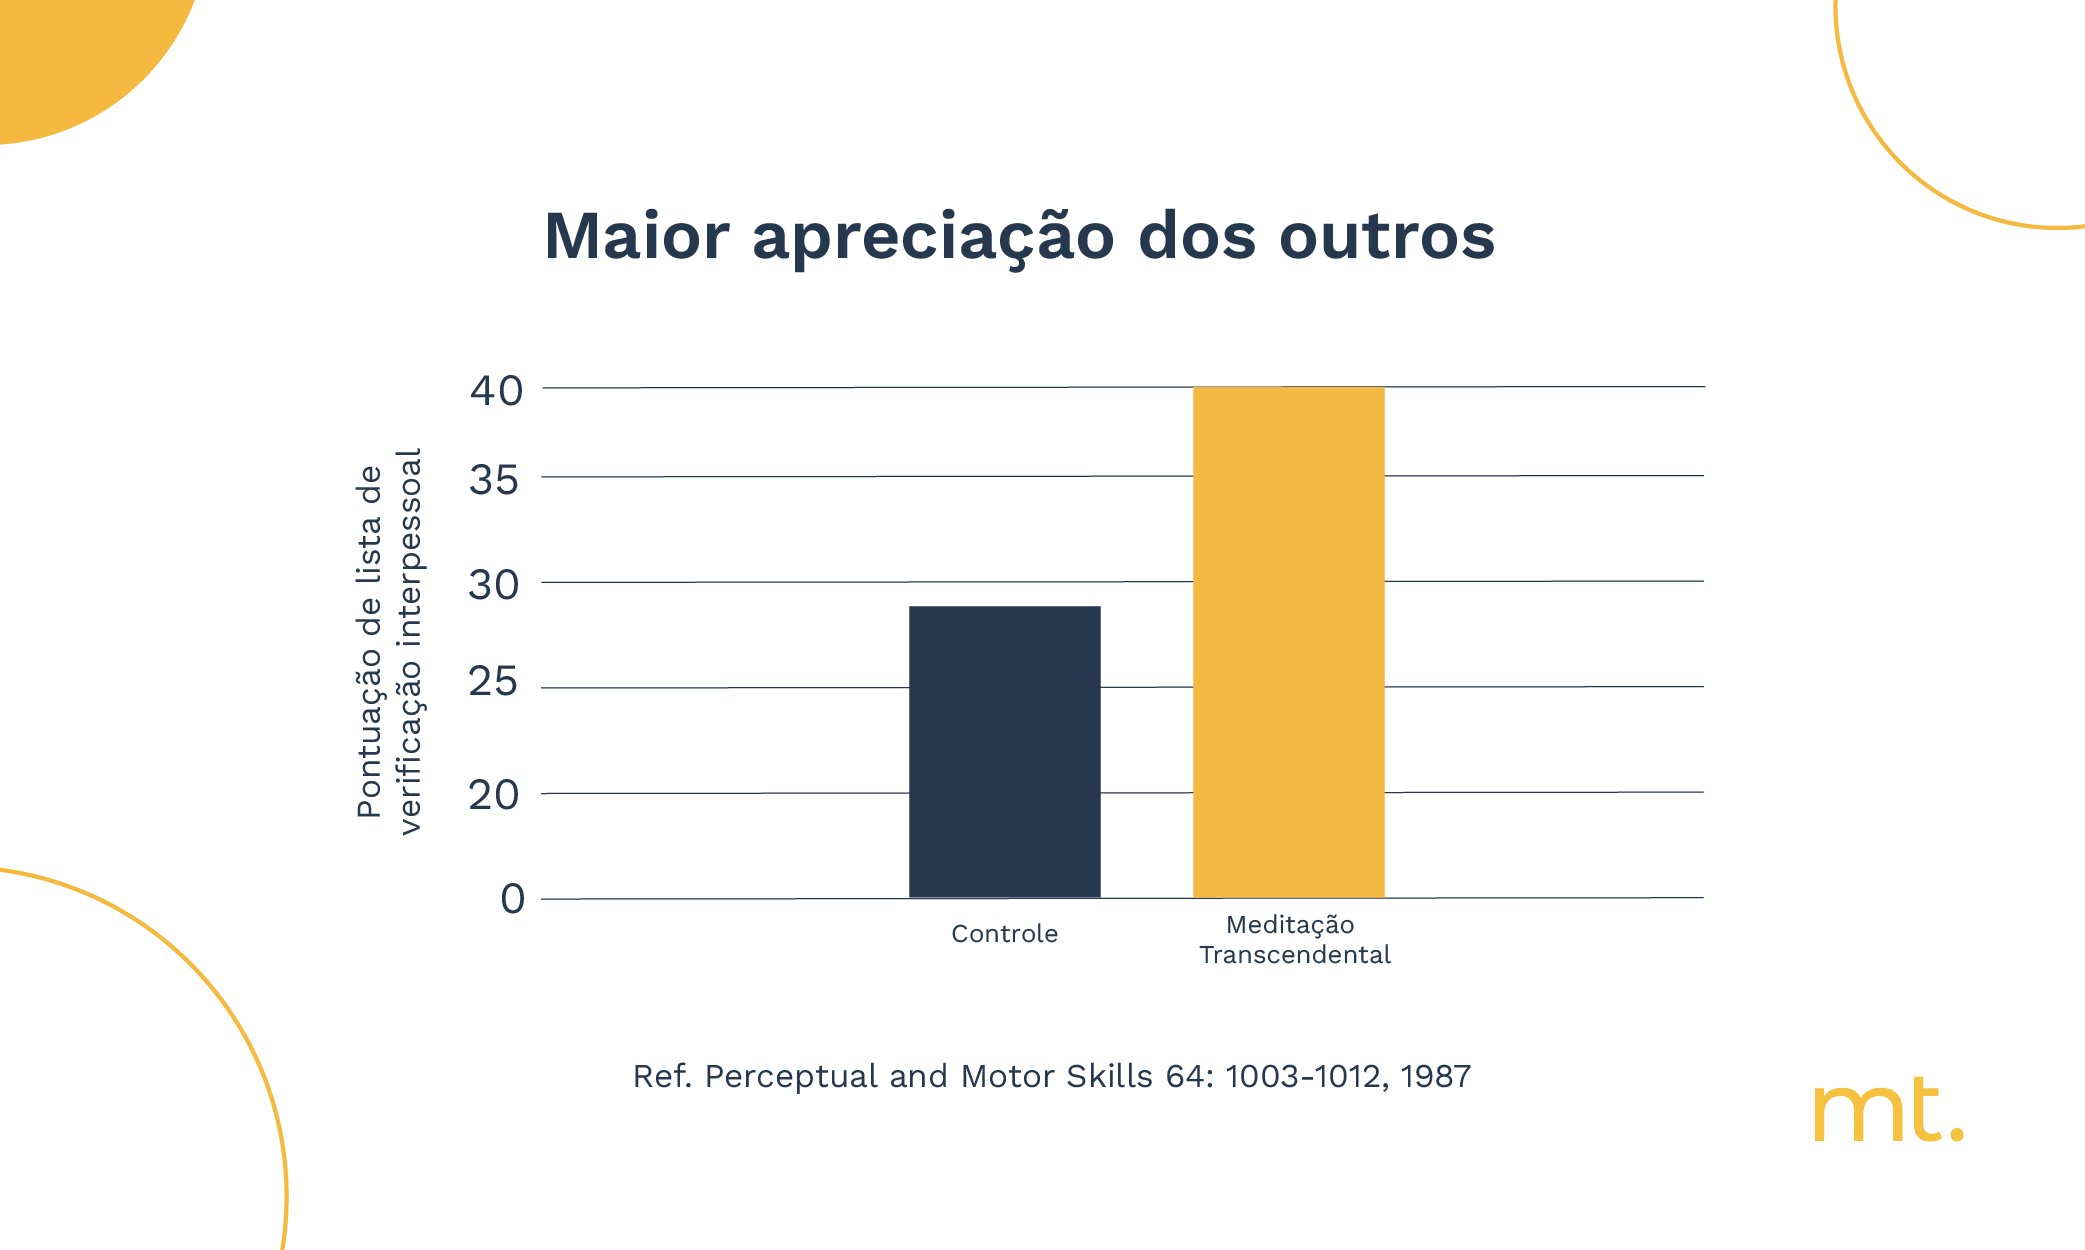 Maior apreciação dos outros
Pontuação de lista de
verificação interpessoal
40
35
30
25
20
0
Controle
Meditação
Transcendental
Ref. Perceptual and Motor Skills 64: 1003-1012, 1987
mt.